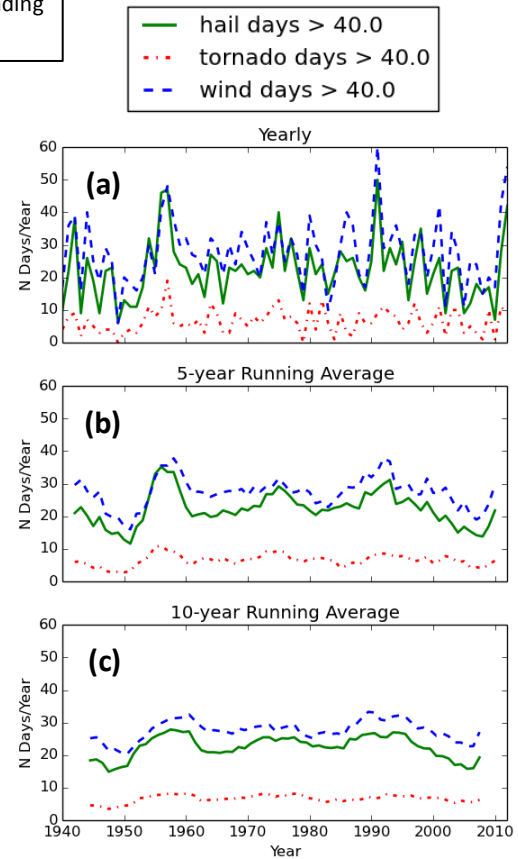 hail days > 40.0
tornado days > 40.0
wind days > 40.0
Yearly
60
50
40
30
20
10
0
N Days/Year
(a)
5-year Running Average
60
50
40
30
20
10
0
N Days/Year
(b)
10-year Running Average
60
50
40
30
20
10
0
N Days/Year
(c)
1940 1950 1960 1970 1980 1990 2000 2010
Year